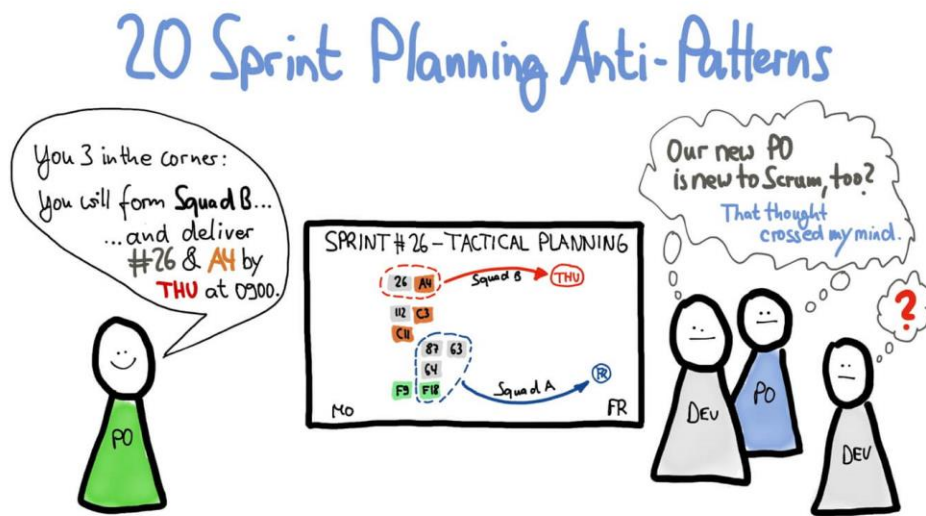 20 Sprint Planning Anti-Patterns
You 3 in the corner:
You will form Squad B...
...and deliver
#26 & A4 by
THU at 0900.
PO
SPRINT #26-TACTICAL PLANNING
26 A4
Squad B
THU
112 C3
C11
87 63
64
F9 F18
Squad A
FR
MO
FR
Our new PO
is new to Scrum, too?
That thought
crossed my mind.
?
DEV
PO
DEV